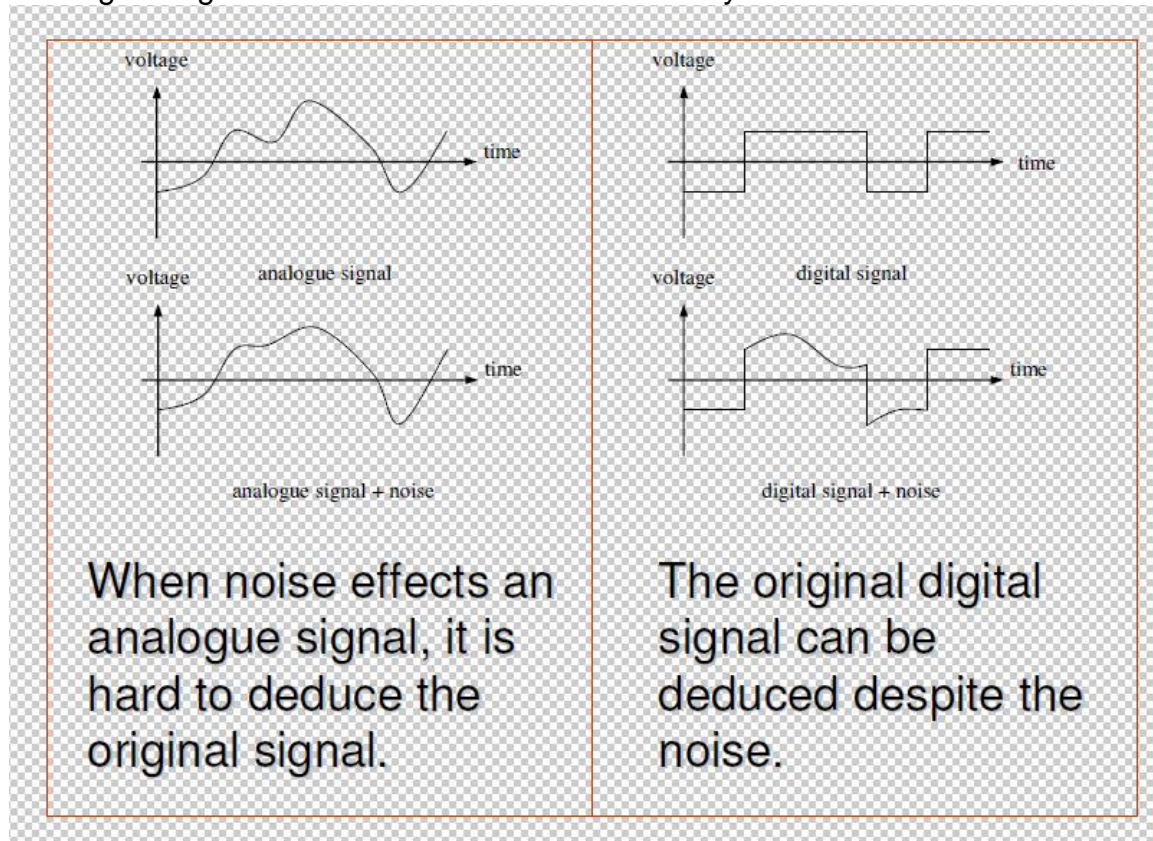 voltage
time
analogue signal
voltage
time
analogue signal + noise
When noise effects an
analogue signal, it is
hard to deduce the
original signal.
voltage
time
digital signal
voltage
time
digital signal + noise
The original digital
signal can be
deduced despite the
noise.